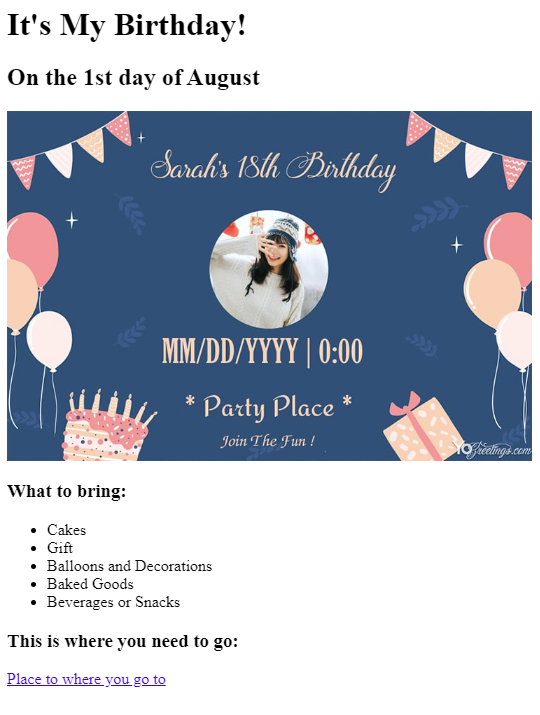 It's My Birthday!
On the 1st day of August
Sarah's 18th Birthday
MM/DD/YYYY | 0:00
* Party Place *
Join The Fun !
YOGreetings.com
What to bring:
Cakes
Gift
Balloons and Decorations
Baked Goods
Beverages or Snacks
This is where you need to go:
Place to where you go to